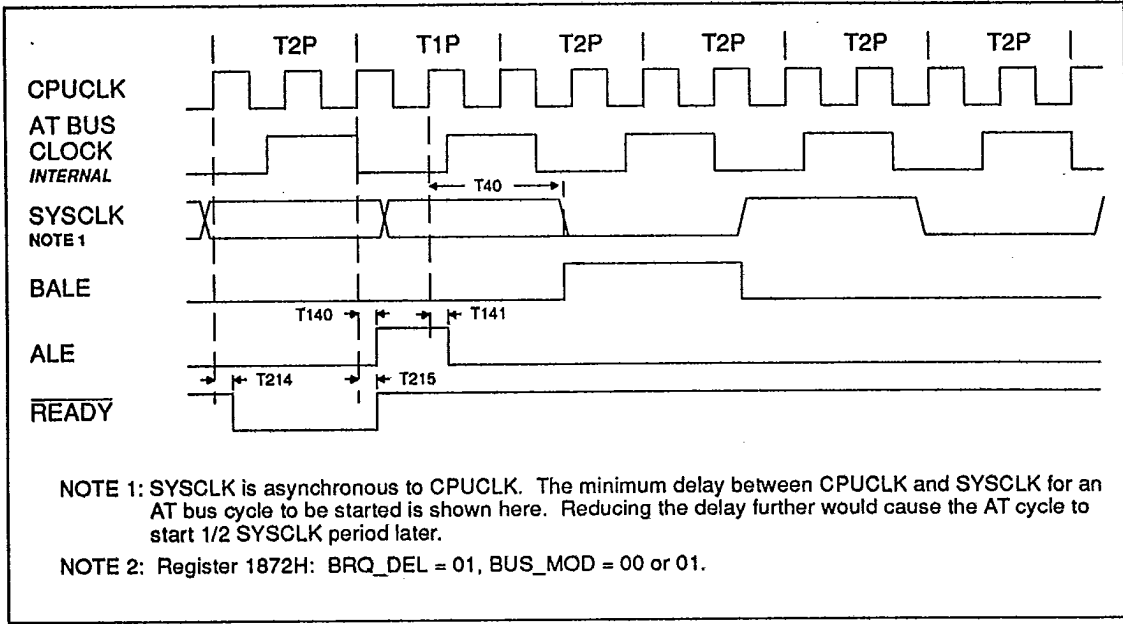 T2P T1P T2P T2P T2P T2P
CPUCLK
AT BUS
CLOCK
INTERNAL
T40
SYSCLK
NOTE 1
BALE
T140 T141
ALE
T214 T215
READY
NOTE 1: SYSCLK is asynchronous to CPUCLK. The minimum delay between CPUCLK and SYSCLK for an
AT bus cycle to be started is shown here. Reducing the delay further would cause the AT cycle to
start 1/2 SYSCLK period later.
NOTE 2: Register 1872H: BRQ_DEL = 01, BUS_MOD = 00 or 01.